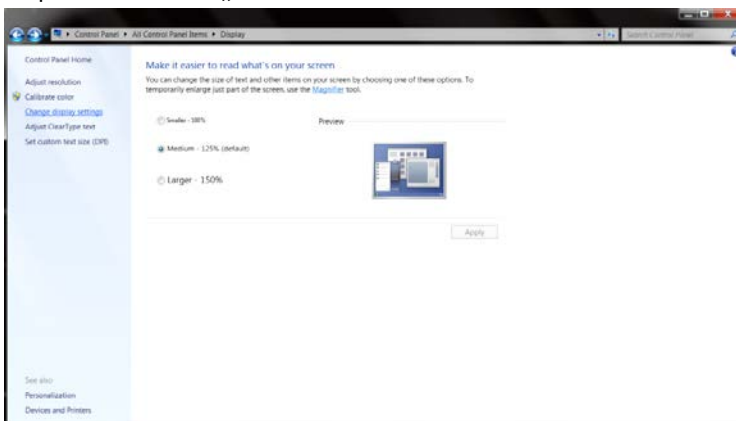 Control Panel ▸ All Control Panel Items ▸ Display
Search Control Panel
Control Panel Home
Adjust resolution
Calibrate color
Change display settings
Adjust ClearType text
Set custom text size (DPI)
Make it easier to read what's on your screen
You can change the size of text and other items on your screen by choosing one of these options. To
temporarily enlarge just part of the screen, use the Magnifier tool.
Smaller - 100%
Preview
Medium - 125% (default)
Larger - 150%
Apply
See also
Personalization
Devices and Printers